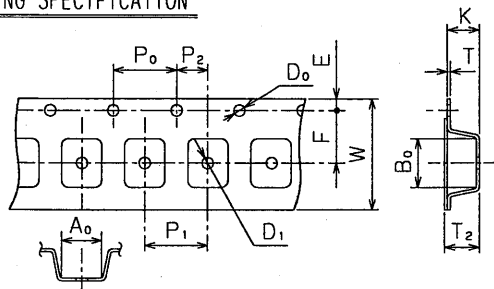 NG SPECIFICATION
P₀ P₂ D₀ E K
T
F W B₀
P₁ D₁ T₂
A₀